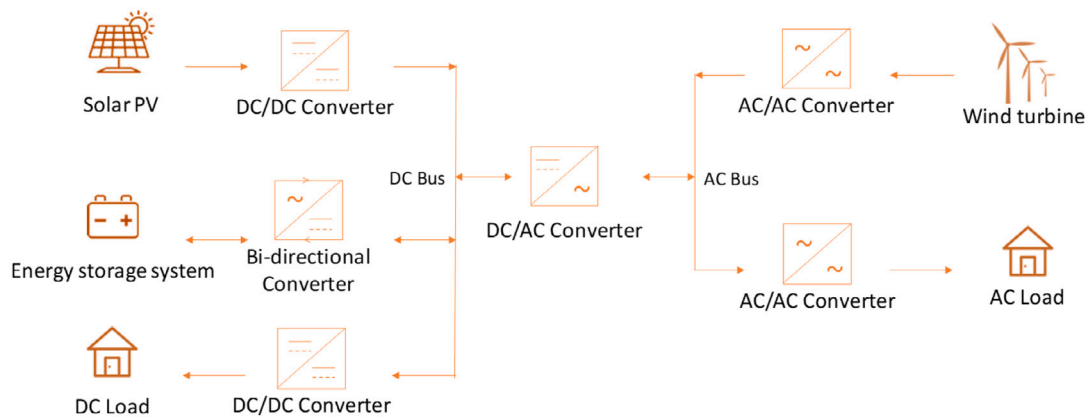 Solar PV
DC/DC Converter
AC/AC Converter
Wind turbine
DC Bus
AC Bus
DC/AC Converter
Energy storage system
Bi-directional
Converter
AC/AC Converter
AC Load
DC Load
DC/DC Converter